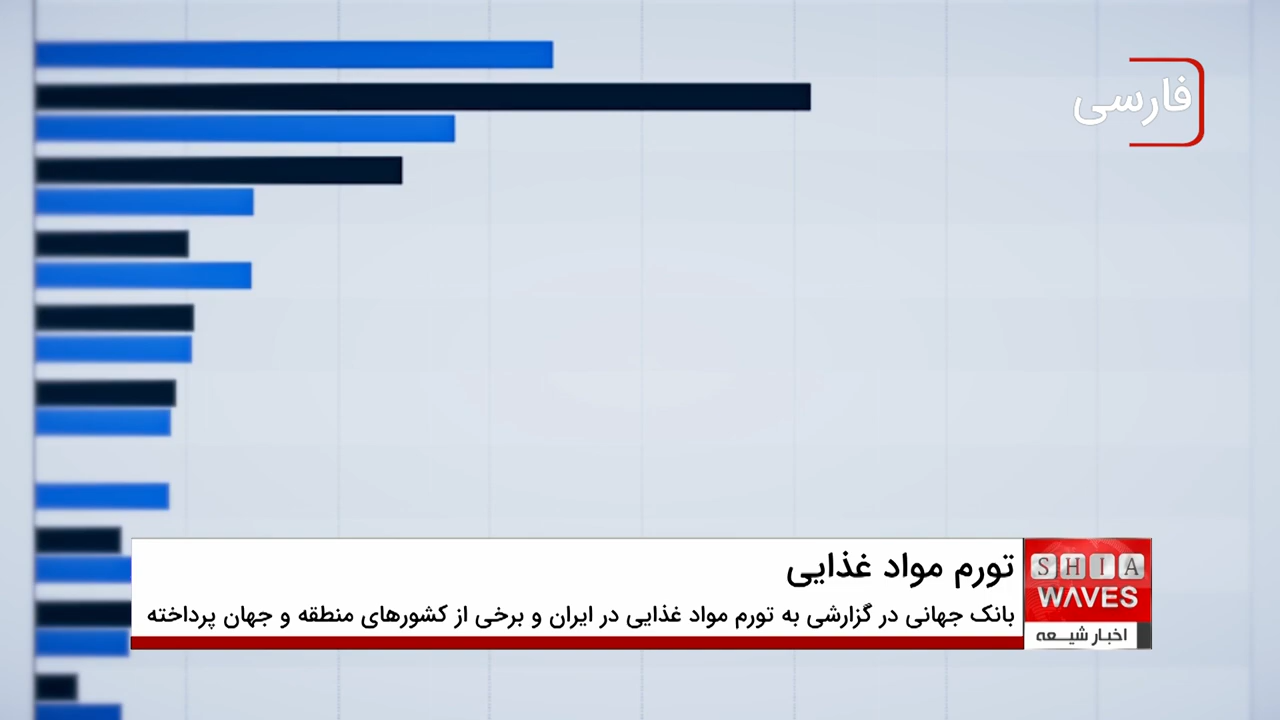 فارسی
تورم مواد غذایی
بانک جهانی در گزارشی به تورم مواد غذایی در ایران و برخی از کشورهای منطقه و جهان پرداخته
SHIA
WAVES
اخبار شیعه